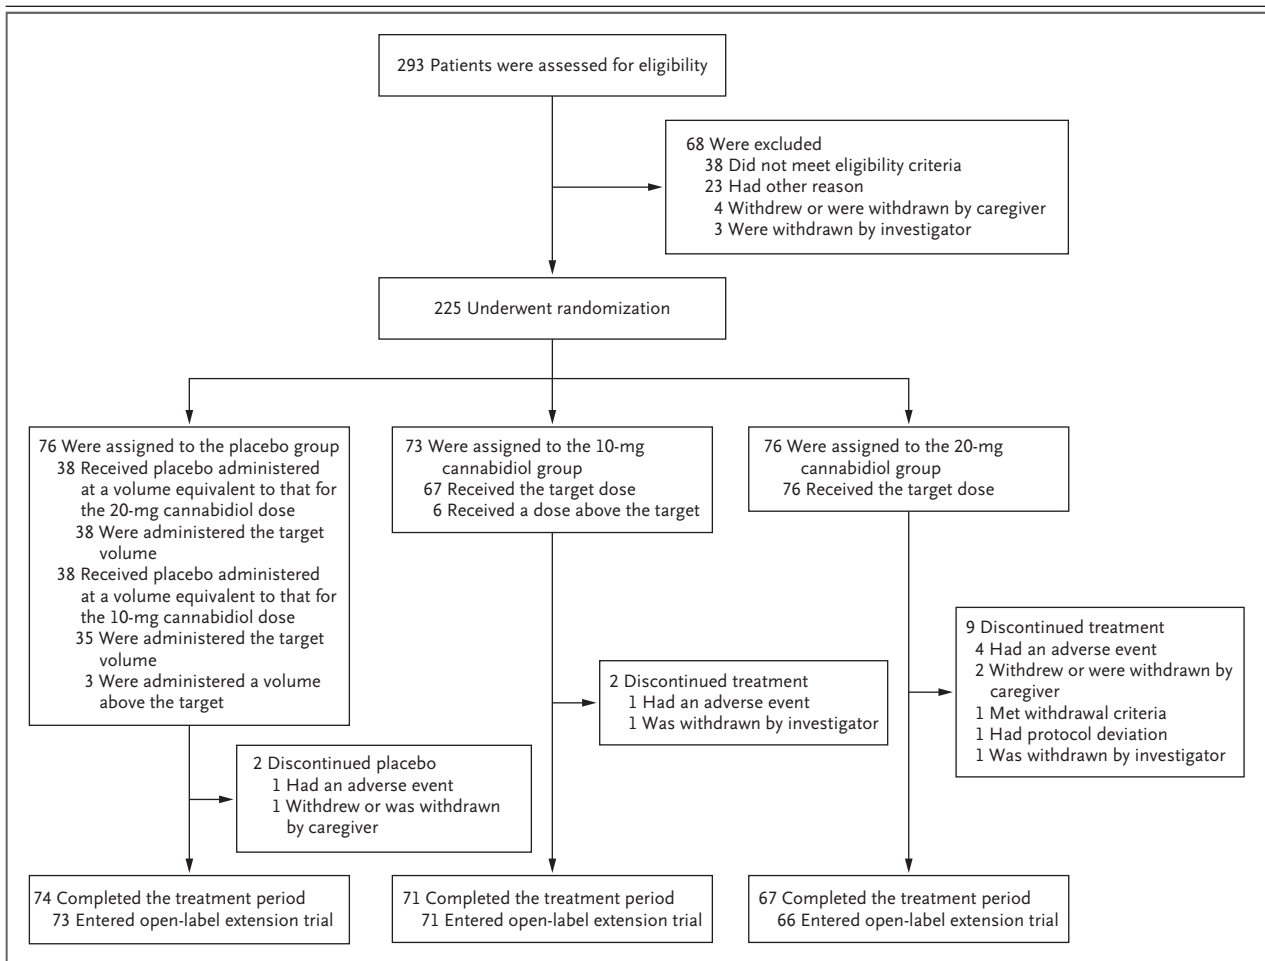 293 Patients were assessed for eligibility
68 Were excluded
38 Did not meet eligibility criteria
23 Had other reason
4 Withdrew or were withdrawn by caregiver
3 Were withdrawn by investigator
225 Underwent randomization
76 Were assigned to the placebo group
38 Received placebo administered
at a volume equivalent to that for
the 20-mg cannabidiol dose
38 Were administered the target
volume
38 Received placebo administered
at a volume equivalent to that for
the 10-mg cannabidiol dose
35 Were administered the target
volume
3 Were administered a volume
above the target
73 Were assigned to the 10-mg
cannabidiol group
67 Received the target dose
6 Received a dose above the target
76 Were assigned to the 20-mg
cannabidiol group
76 Received the target dose
2 Discontinued placebo
1 Had an adverse event
1 Withdrew or was withdrawn
by caregiver
2 Discontinued treatment
1 Had an adverse event
1 Was withdrawn by investigator
9 Discontinued treatment
4 Had an adverse event
2 Withdrew or were withdrawn by
caregiver
1 Met withdrawal criteria
1 Had protocol deviation
1 Was withdrawn by investigator
74 Completed the treatment period
73 Entered open-label extension trial
71 Completed the treatment period
71 Entered open-label extension trial
67 Completed the treatment period
66 Entered open-label extension trial